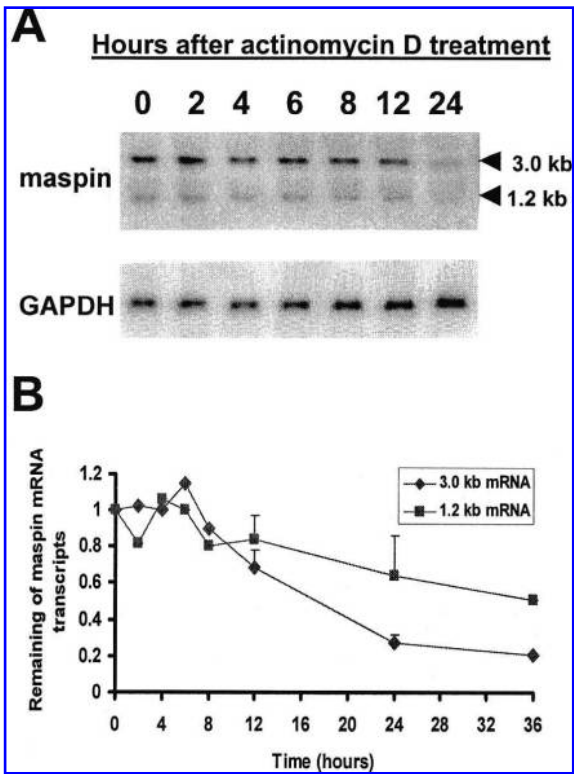 A
Hours after actinomycin D treatment
0 2 4 6 8 12 24
maspin
3.0 kb
1.2 kb
GAPDH
B
Remaining of maspin mRNA
transcripts
1.2
1
0.8
0.6
0.4
0.2
0
3.0 kb mRNA
1.2 kb mRNA
0 4 8 12 16 20 24 28 32 36
Time (hours)